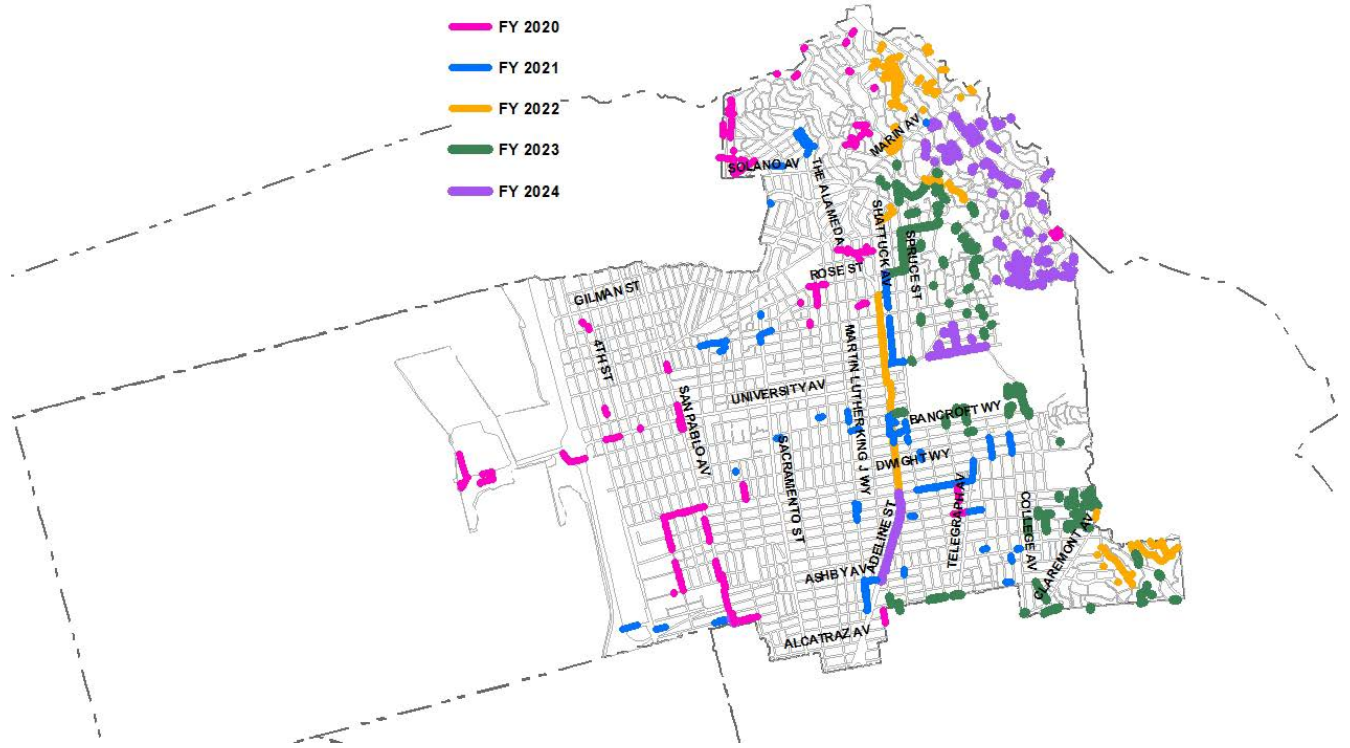 FY 2020
FY 2021
FY 2022
FY 2023
FY 2024
MARIN AV
SOLANO AV
THE ALAMEDA
SHATTUCK AV
SPRUCE ST
ROSE ST
GILMAN ST
4TH ST
MARTIN LUTHER KING J WY
UNIVERSITY AV
SAN PABLO AV
BANCROFT WY
SACRAMENTO ST
DWIGHT WY
TELEGRAPH AV
COLLEGE AV
ADELINE ST
CLAREMONT AV
ASHBY AV
ALCATRAZ AV